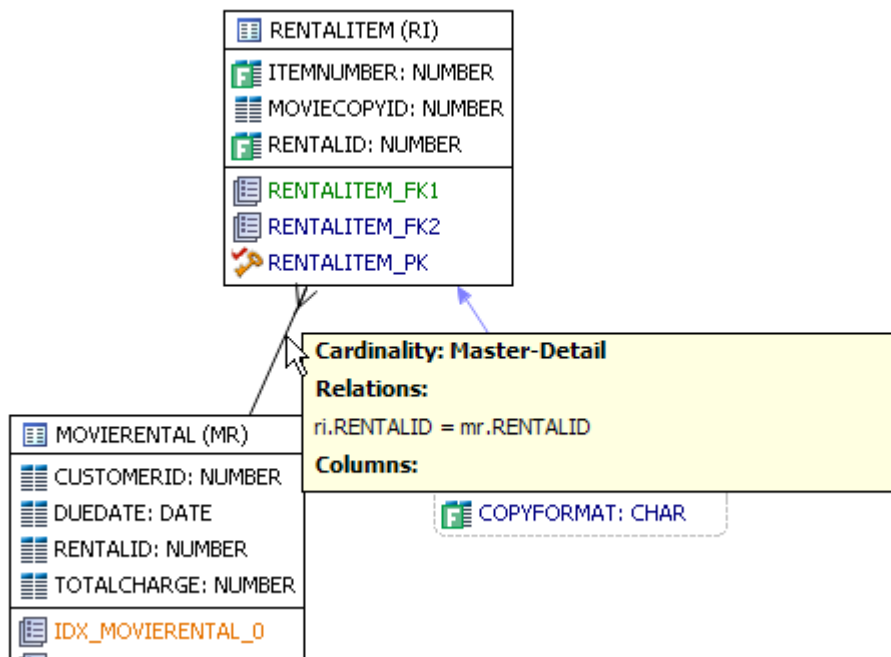 RENTALITEM (RI)
ITEMNUMBER: NUMBER
MOVIECOPYID: NUMBER
RENTALID: NUMBER
RENTALITEM_FK1
RENTALITEM_FK2
RENTALITEM_PK
Cardinality: Master-Detail
Relations:
ri.RENTALID = mr.RENTALID
Columns:
MOVIERENTAL (MR)
CUSTOMERID: NUMBER
DUEDATE: DATE
RENTALID: NUMBER
TOTALCHARGE: NUMBER
IDX_MOVIERENTAL_0
COPYFORMAT: CHAR